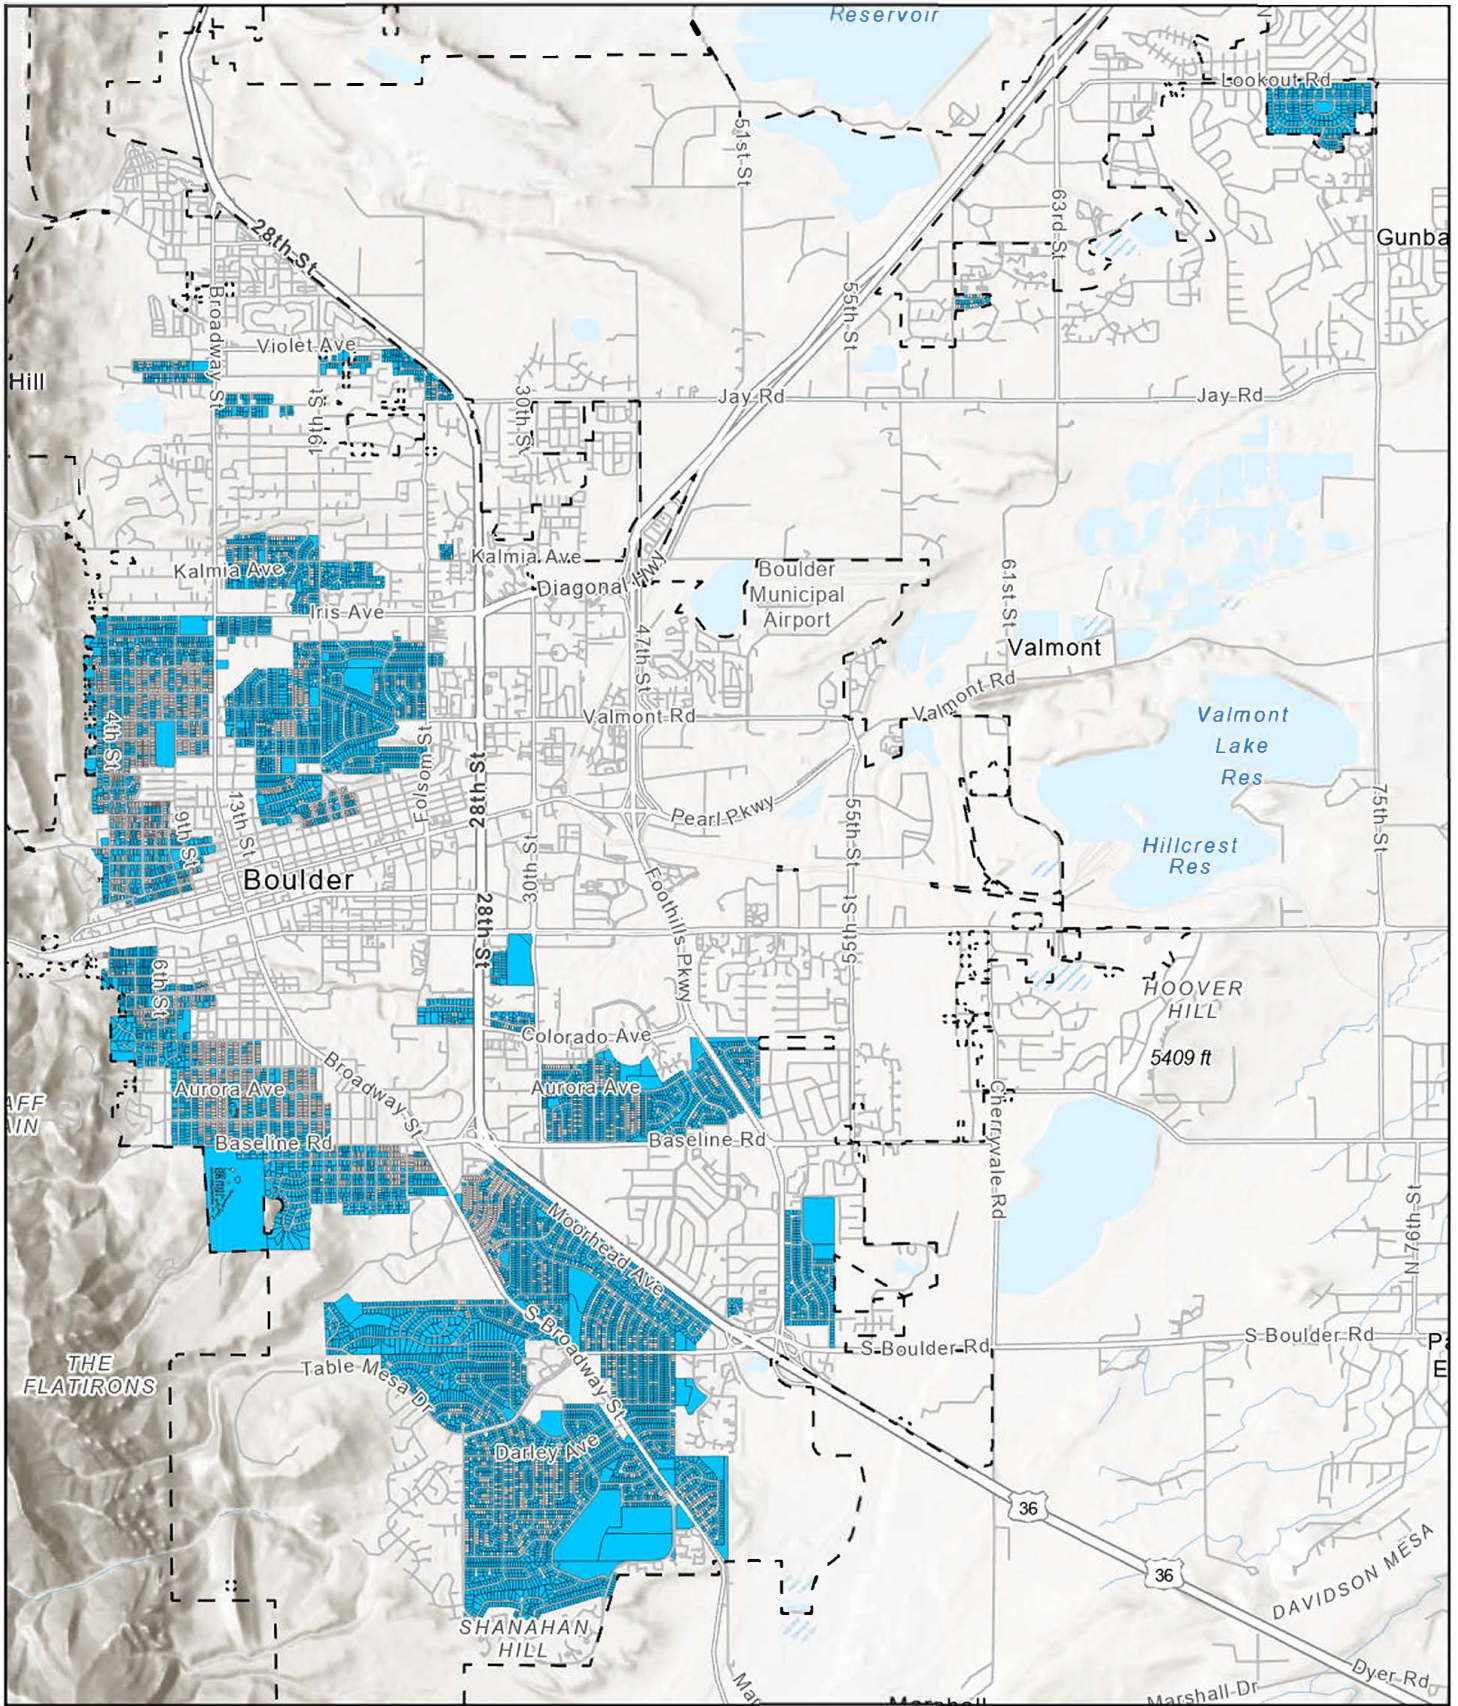 Reservoir
Lookout Rd
51st St
63rd St
28th St
Gunba
55th St
Broadway St
Violet Ave
Hill
19th St
30th St
Jay Rd
Jay Rd
Kalmia Ave
Kalmia Ave
Diagonal Hwy
Boulder
Municipal
Airport
61st St
Iris Ave
47th St
Valmont
Valmont Rd
Valmont Rd
Valmont
Lake
Res
4th St
Folsom St
28th St
Pearl Pkwy
55th St
75th St
9th St
13th St
30th St
Hillcrest
Res
Boulder
28th St
Foothills Pkwy
S 55th St
6th St
HOOVER
HILL
5409 ft
Colorado Ave
Broadway St
Aurora Ave
Aurora Ave
AFF
AIN
Cherryvale Rd
Baseline Rd
Baseline Rd
N 76th St
Moorhead Ave
S Broadway St
S Boulder Rd
S Boulder Rd
THE
FLATIRONS
Table Mesa Dr
Darley Ave
36
36
DAVIDSON MESA
SHANAHAN
HILL
Dyer Rd
Marshall Dr
Mar
Marshall